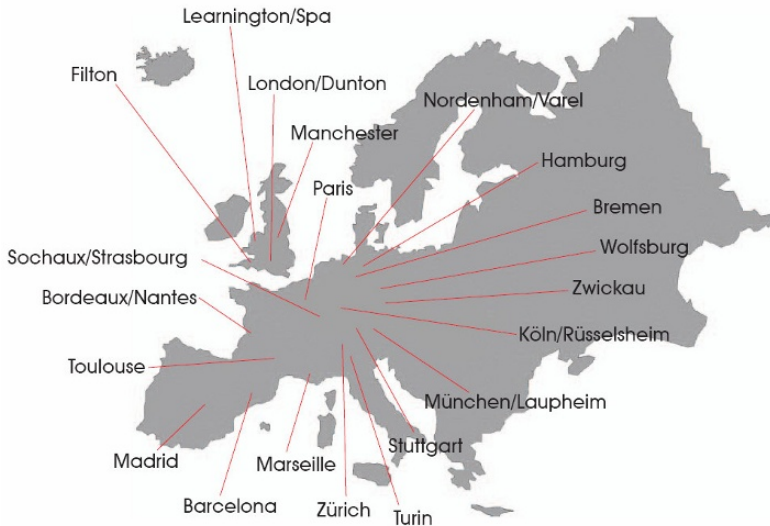 Learnington/Spa
Filton
London/Dunton
Nordenham/Varel
Manchester
Hamburg
Paris
Bremen
Sochaux/Strasbourg
Wolfsburg
Bordeaux/Nantes
Zwickau
Köln/Rüsselsheim
Toulouse
München/Laupheim
Stuttgart
Madrid
Marseille
Barcelona
Zürich
Turin